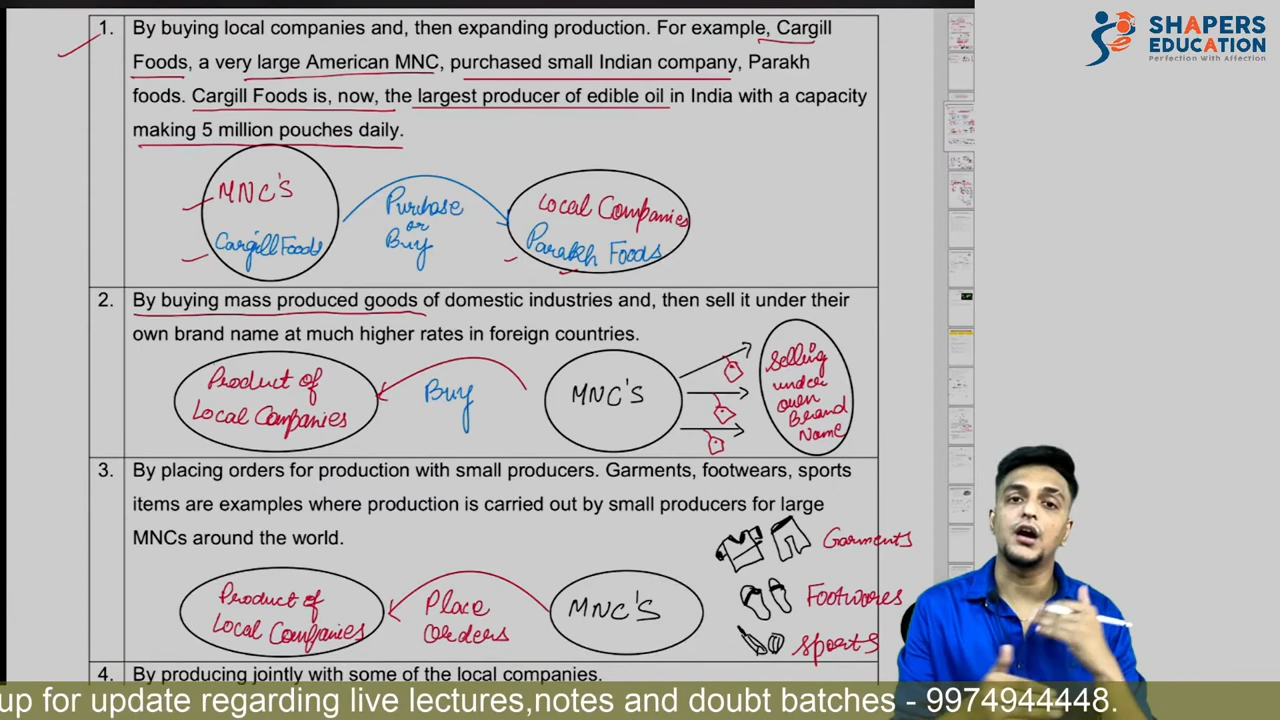 SHAPERS
EDUCATION
Perfection With Affection
1. By buying local companies and, then expanding production. For example, Cargill
Foods, a very large American MNC, purchased small Indian company, Parakh
foods. Cargill Foods is, now, the largest producer of edible oil in India with a capacity
making 5 million pouches daily.
MNC'S
Cargill Foods
Purchase
or
Buy
Local Companies
Parakh Foods
2. By buying mass produced goods of domestic industries and, then sell it under their
own brand name at much higher rates in foreign countries.
Product of
Local Companies
Buy
MNC'S
Selling
under
own
Brand
Name
3. By placing orders for production with small producers. Garments, footwears, sports
items are examples where production is carried out by small producers for large
MNCs around the world.
Garments
Product of
Local Companies
Place
Orders
MNC'S
Footwares
Sports
4. By producing jointly with some of the local companies.
up for update regarding live lectures,notes and doubt batches - 9974944448.